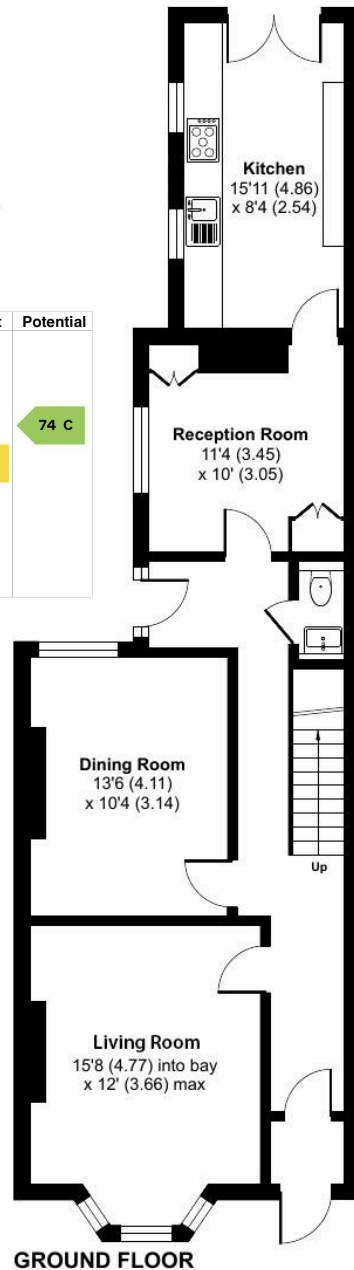 Kitchen
15'11 (4.86)
x 8'4 (2.54)
Potential
74 C
Reception Room
11'4 (3.45)
x 10' (3.05)
Dining Room
13'6 (4.11)
x 10'4 (3.14)
Up
Living Room
15'8 (4.77) into bay
x 12' (3.66) max
GROUND FLOOR